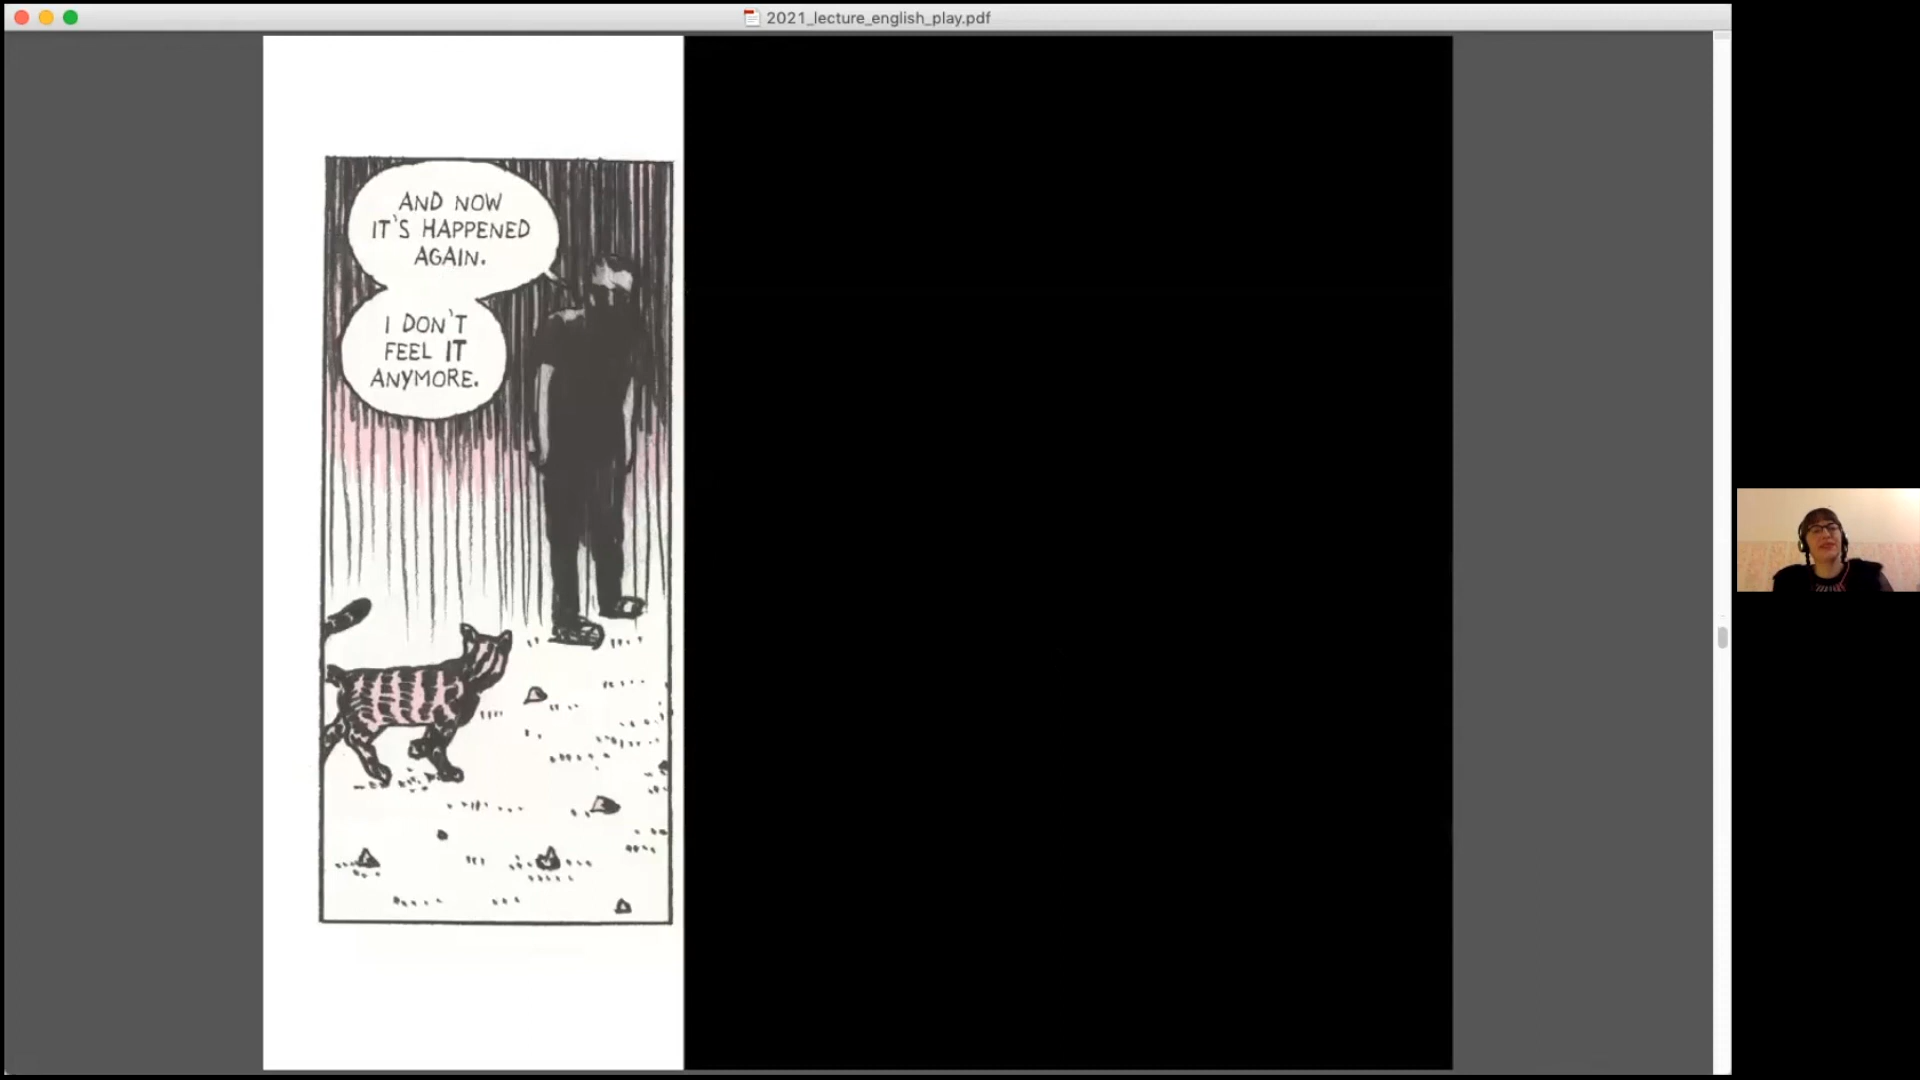 2021_lecture_english_play.pdf
AND NOW
IT'S HAPPENED
AGAIN.
I DON'T
FEEL IT
ANYMORE.